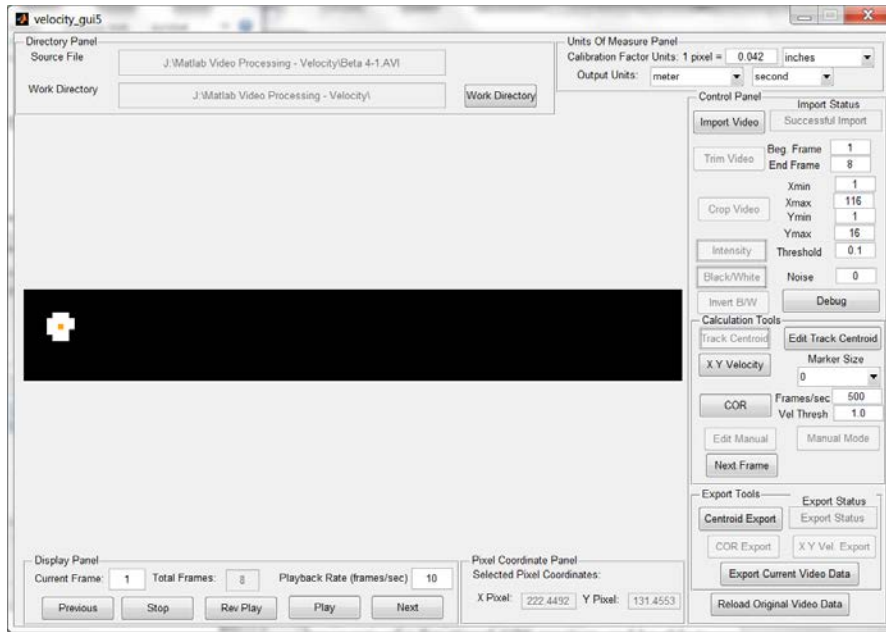 velocity_gui5
Directory Panel
Source File
J:\Matlab Video Processing - Velocity\Beta 4-1.AVI
Work Directory
J:\Matlab Video Processing - Velocity\
Work Directory
Units Of Measure Panel
Calibration Factor Units: 1 pixel = 0.042 inches
Output Units: meter second
Control Panel
Import Status
Import Video Successful Import
Trim Video
Beg. Frame 1
End Frame 8
Crop Video
Xmin 1
Xmax 116
Ymin 1
Ymax 16
Intensity Threshold 0.1
Black/White Noise 0
Invert B/W Debug
Calculation Tools
Track Centroid Edit Track Centroid
X Y Velocity
Marker Size
0
COR
Frames/sec 500
Vel Thresh 1.0
Edit Manual Manual Mode
Next Frame
Export Tools
Export Status
Centroid Export Export Status
COR Export X Y Vel. Export
Export Current Video Data
Reload Original Video Data
Display Panel
Current Frame: 1 Total Frames: 8 Playback Rate (frames/sec) 10
Previous Stop Rev Play Play Next
Pixel Coordinate Panel
Selected Pixel Coordinates:
X Pixel: 222.4492 Y Pixel: 131.4553